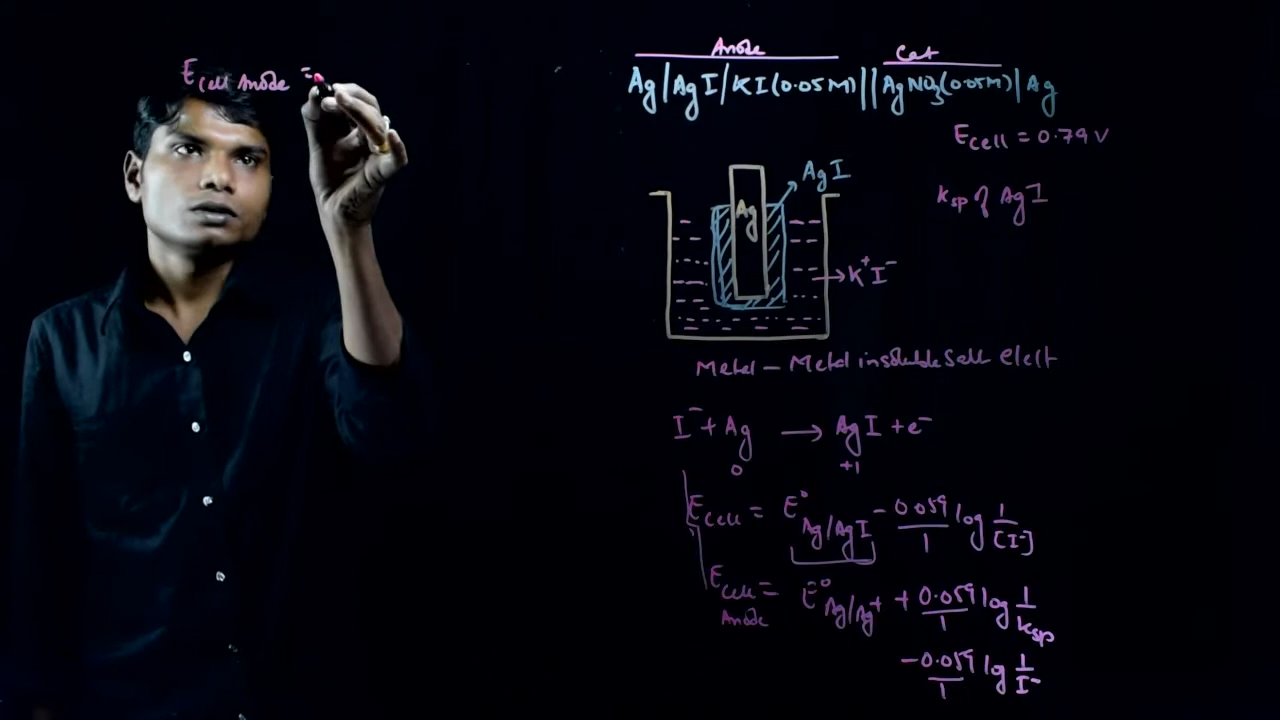 E cell Anode =
Anode Cat
Ag|AgI/KI(0.05M)||AgNO3(0.05M)|Ag
Ecell = 0.79 V
Ksp of AgI
AgI
Ag
K+I-
Metal - Metal insoluble salt elect
I- + Ag → AgI + e-
0 +1
Ecell = E°Ag/AgI - 0.059/1 log 1/[I-]
Ecell Anode = E°Ag/Ag+ + 0.059/1 log 1/Ksp
-0.059/1 log 1/I-